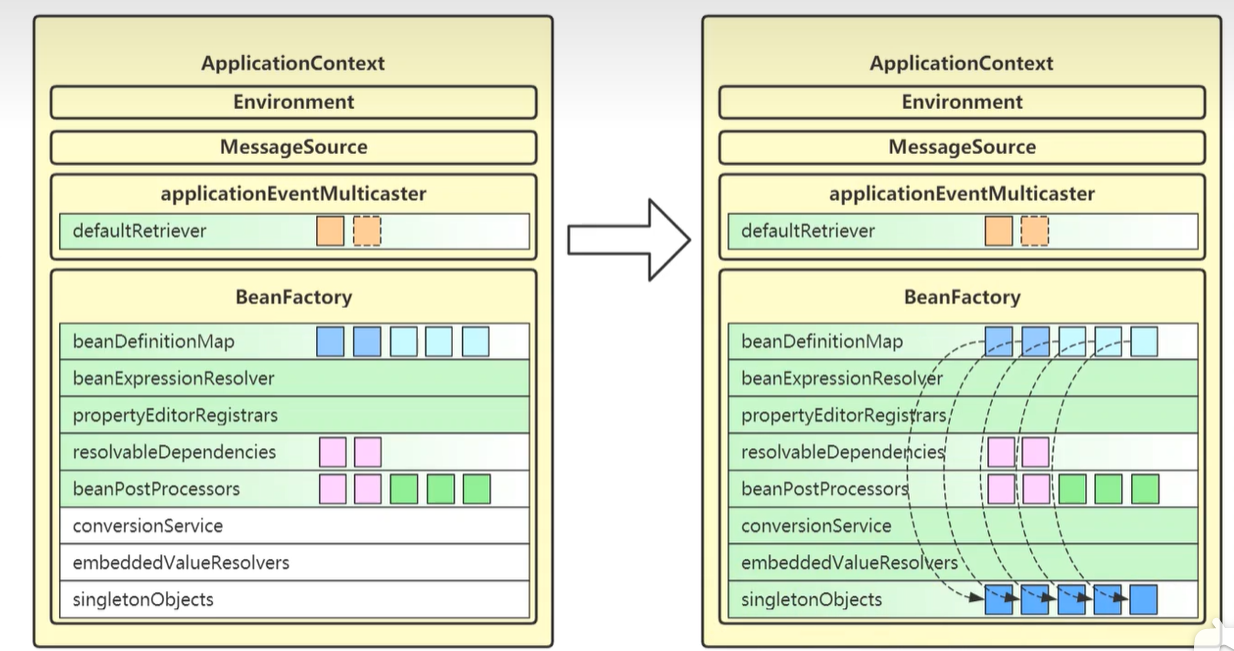 ApplicationContext
Environment
MessageSource
applicationEventMulticaster
defaultRetriever
BeanFactory
beanDefinitionMap
beanExpressionResolver
propertyEditorRegistrars
resolvableDependencies
beanPostProcessors
conversionService
embeddedValueResolvers
singletonObjects
ApplicationContext
Environment
MessageSource
applicationEventMulticaster
defaultRetriever
BeanFactory
beanDefinitionMap
beanExpressionResolver
propertyEditorRegistrars
resolvableDependencies
beanPostProcessors
conversionService
embeddedValueResolvers
singletonObjects